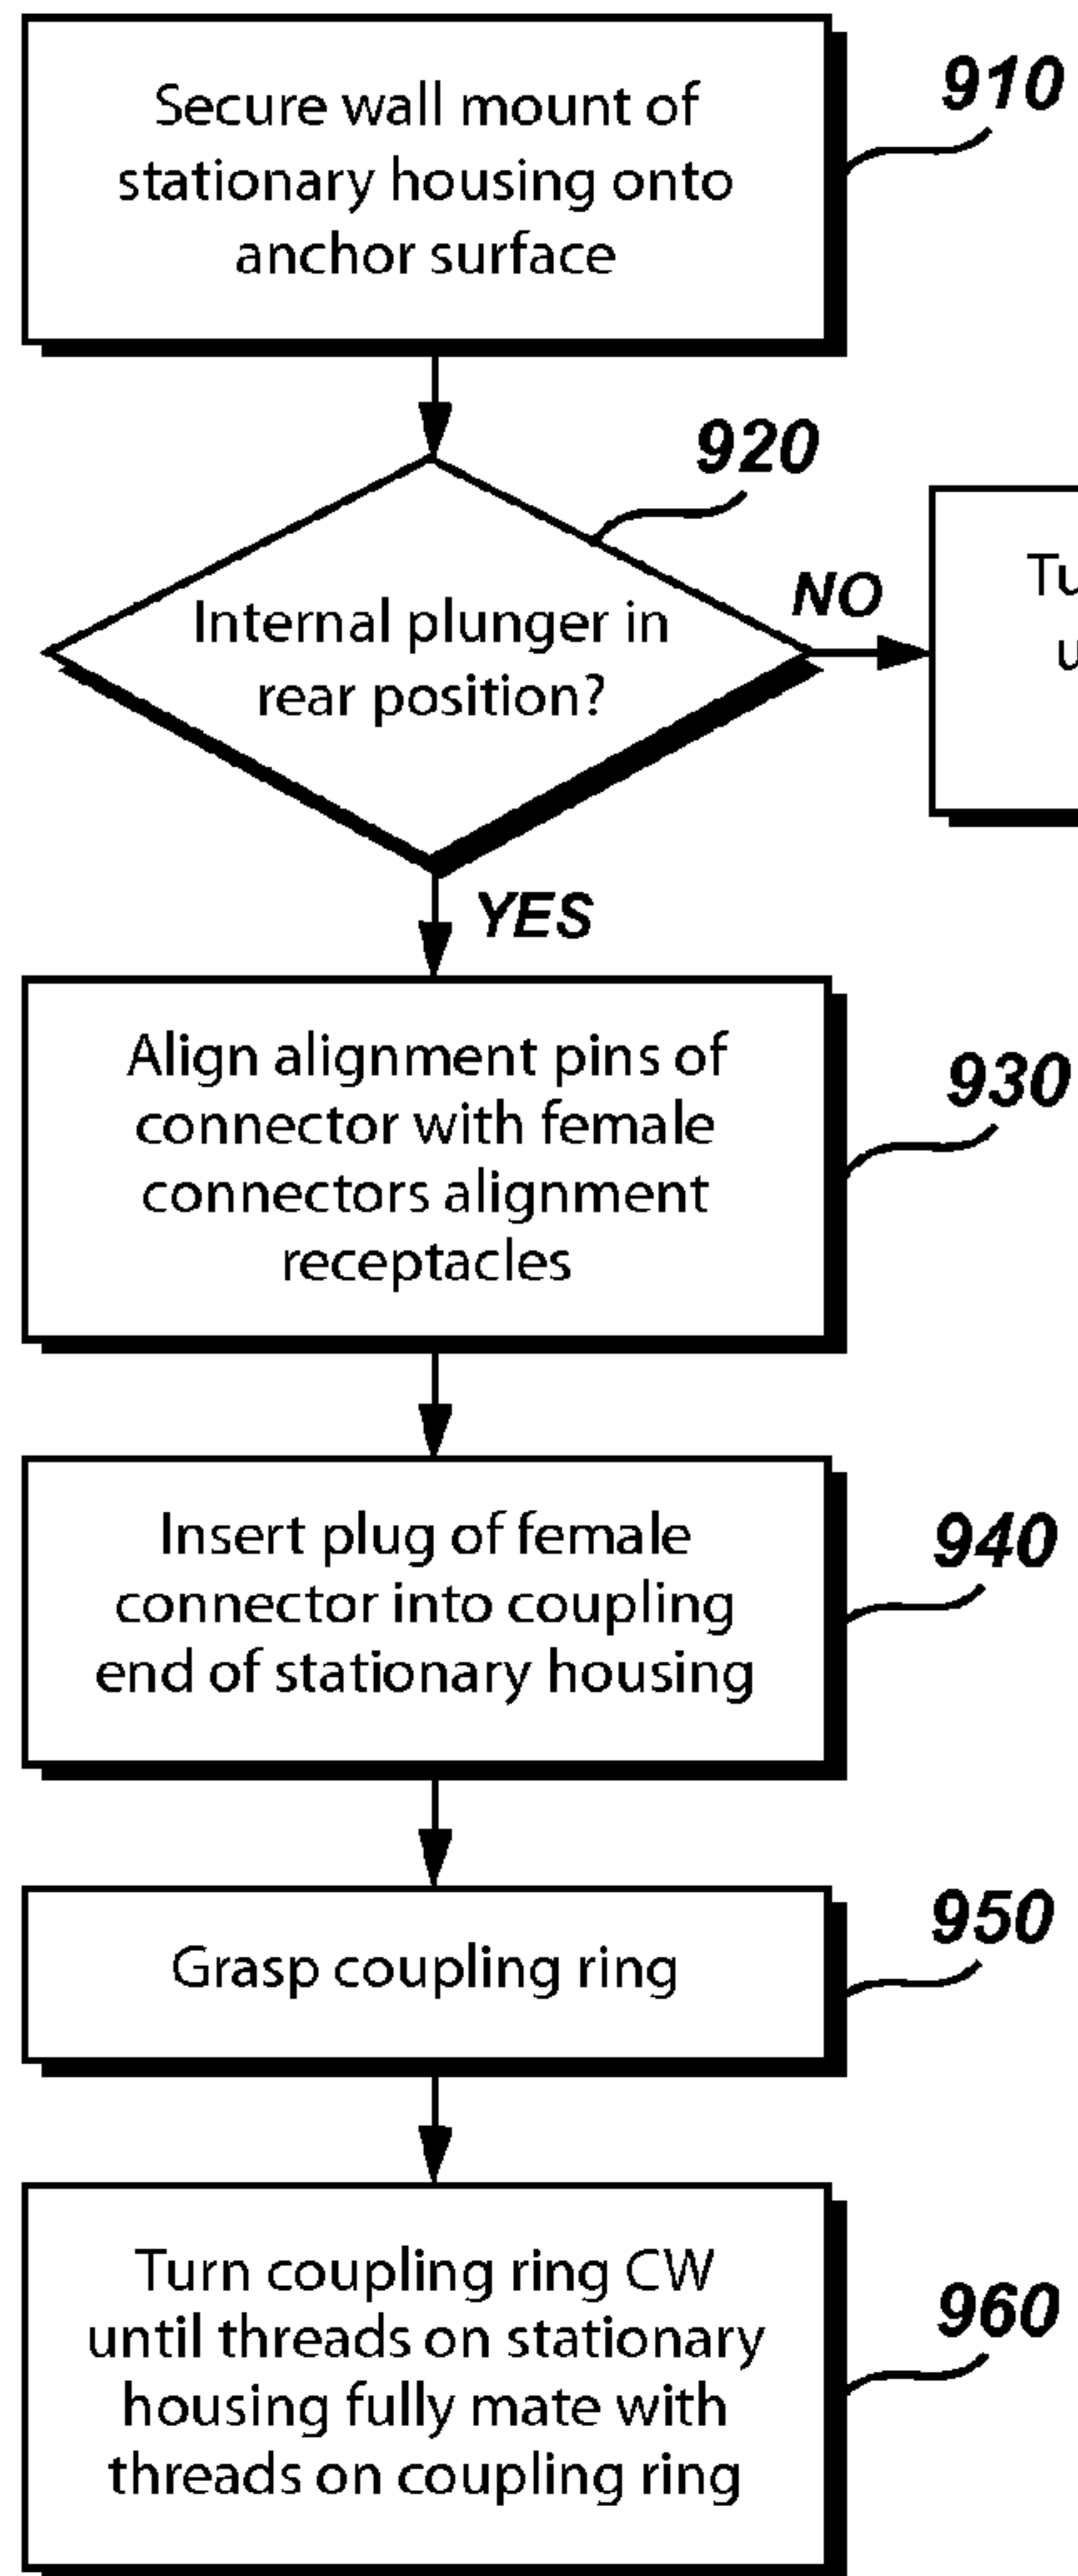 Secure wall mount of
stationary housing onto
anchor surface
910
920
Internal plunger in
rear position?
NO
YES
Align alignment pins of
connector with female
connectors alignment
receptacles
930
Insert plug of female
connector into coupling
end of stationary housing
940
Grasp coupling ring
950
Turn coupling ring CW
until threads on stationary
housing fully mate with
threads on coupling ring
960